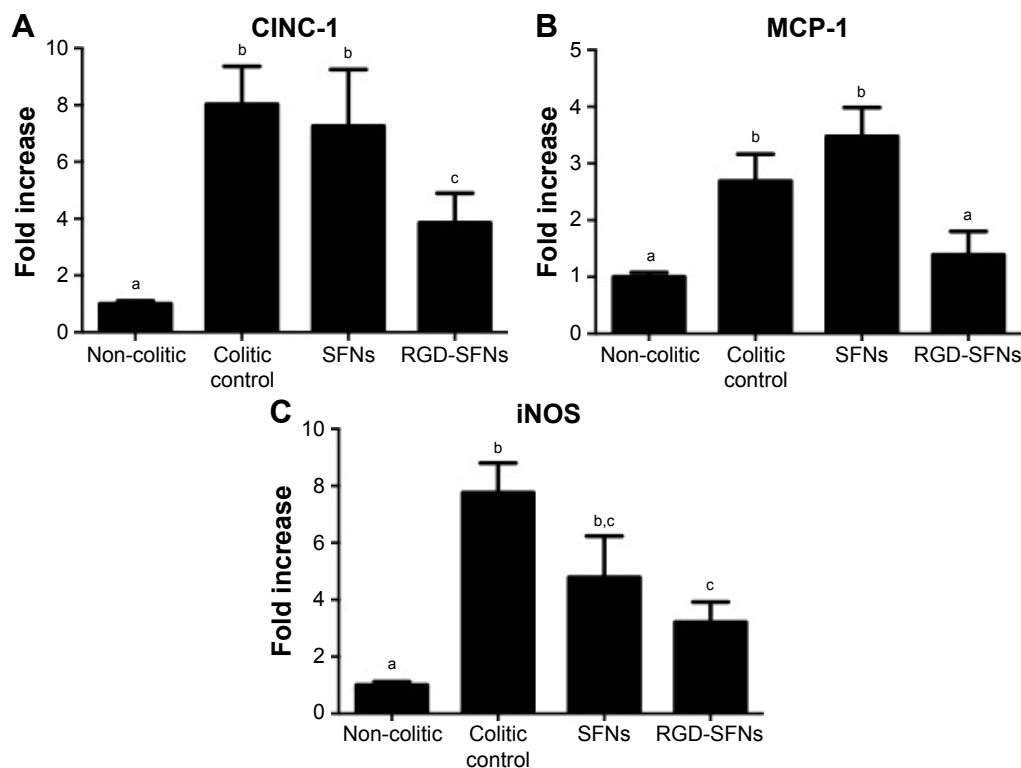 A
CINC-1
Fold increase
10
8
6
4
2
0
a
b
b
c
Non-colitic
Colitic
control
SFNs
RGD-SFNs
B
MCP-1
Fold increase
5
4
3
2
1
0
a
b
b
a
Non-colitic
Colitic
control
SFNs
RGD-SFNs
C
iNOS
Fold increase
10
8
6
4
2
0
a
b
b,c
c
Non-colitic
Colitic
control
SFNs
RGD-SFNs